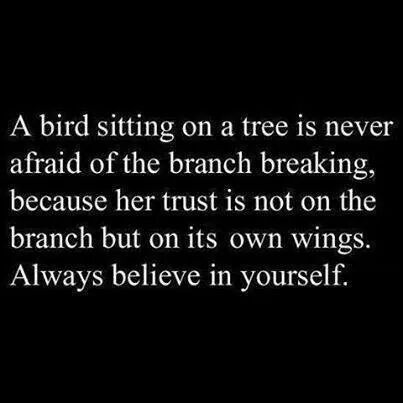 A bird sitting on a tree is never
afraid of the branch breaking,
because her trust is not on the
branch but on its own wings.
Always believe in yourself.